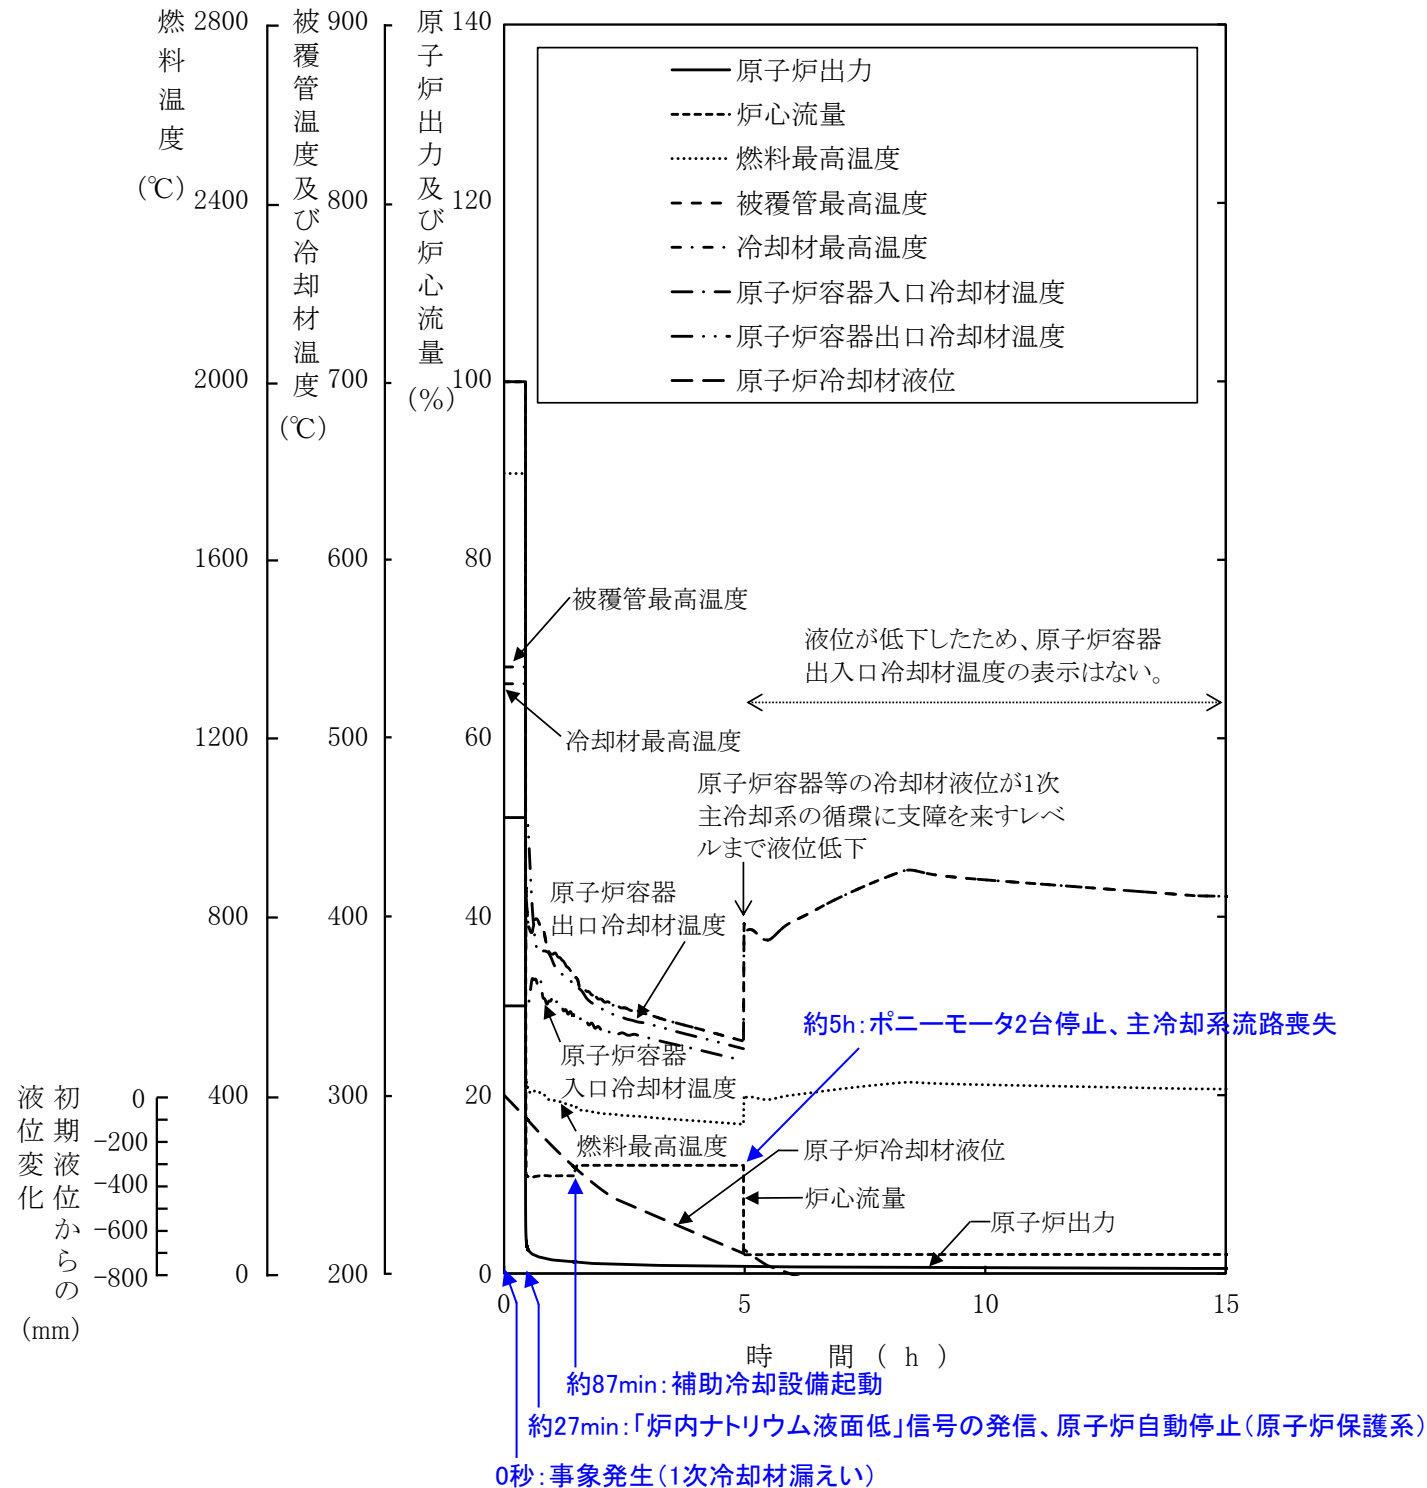 燃料温度
(℃)
2800
2400
2000
1600
1200
800
400
0
被覆管温度及び冷却材温度
(℃)
900
800
700
600
500
400
300
200
原子炉出力及び炉心流量
(%)
140
120
100
80
60
40
20
0
原子炉出力
炉心流量
燃料最高温度
被覆管最高温度
冷却材最高温度
原子炉容器入口冷却材温度
原子炉容器出口冷却材温度
原子炉冷却材液位
被覆管最高温度
液位が低下したため、原子炉容器
出入口冷却材温度の表示はない。
冷却材最高温度
原子炉容器等の冷却材液位が1次
主冷却系の循環に支障を来すレベ
ルまで液位低下
原子炉容器
出口冷却材温度
約5h:ポニーモータ2台停止、主冷却系流路喪失
原子炉容器
入口冷却材温度
燃料最高温度
原子炉冷却材液位
炉心流量
原子炉出力
初期液位からの
液位変化
(mm)
0
-200
-400
-600
-800
0
5
10
15
時 間(h)
約87min:補助冷却設備起動
約27min:「炉内ナトリウム液面低」信号の発信、原子炉自動停止(原子炉保護系)
0秒:事象発生(1次冷却材漏えい)